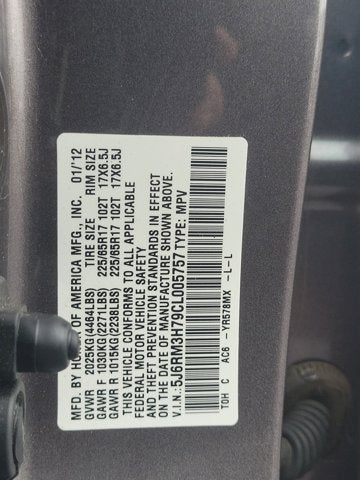 MFD. BY HONDA OF AMERICA MFG., INC. 01/'12
GVWR 2025KG(4464LBS) TIRE SIZE RIM SIZE
GAWR F 1030KG(2271LBS) 225/65R17 102T 17X6.5J
GAWR R 1015KG(2238LBS) 225/65R17 102T 17X6.5J
THIS VEHICLE CONFORMS TO ALL APPLICABLE
FEDERAL MOTOR VEHICLE SAFETY
AND THEFT PREVENTION STANDARDS IN EFFECT
ON THE DATE OF MANUFACTURE SHOWN ABOVE.
V.I.N.: 5J6RM3H79CL005757 TYPE: MPV
TOH C AC6 -YR578MX -L-L